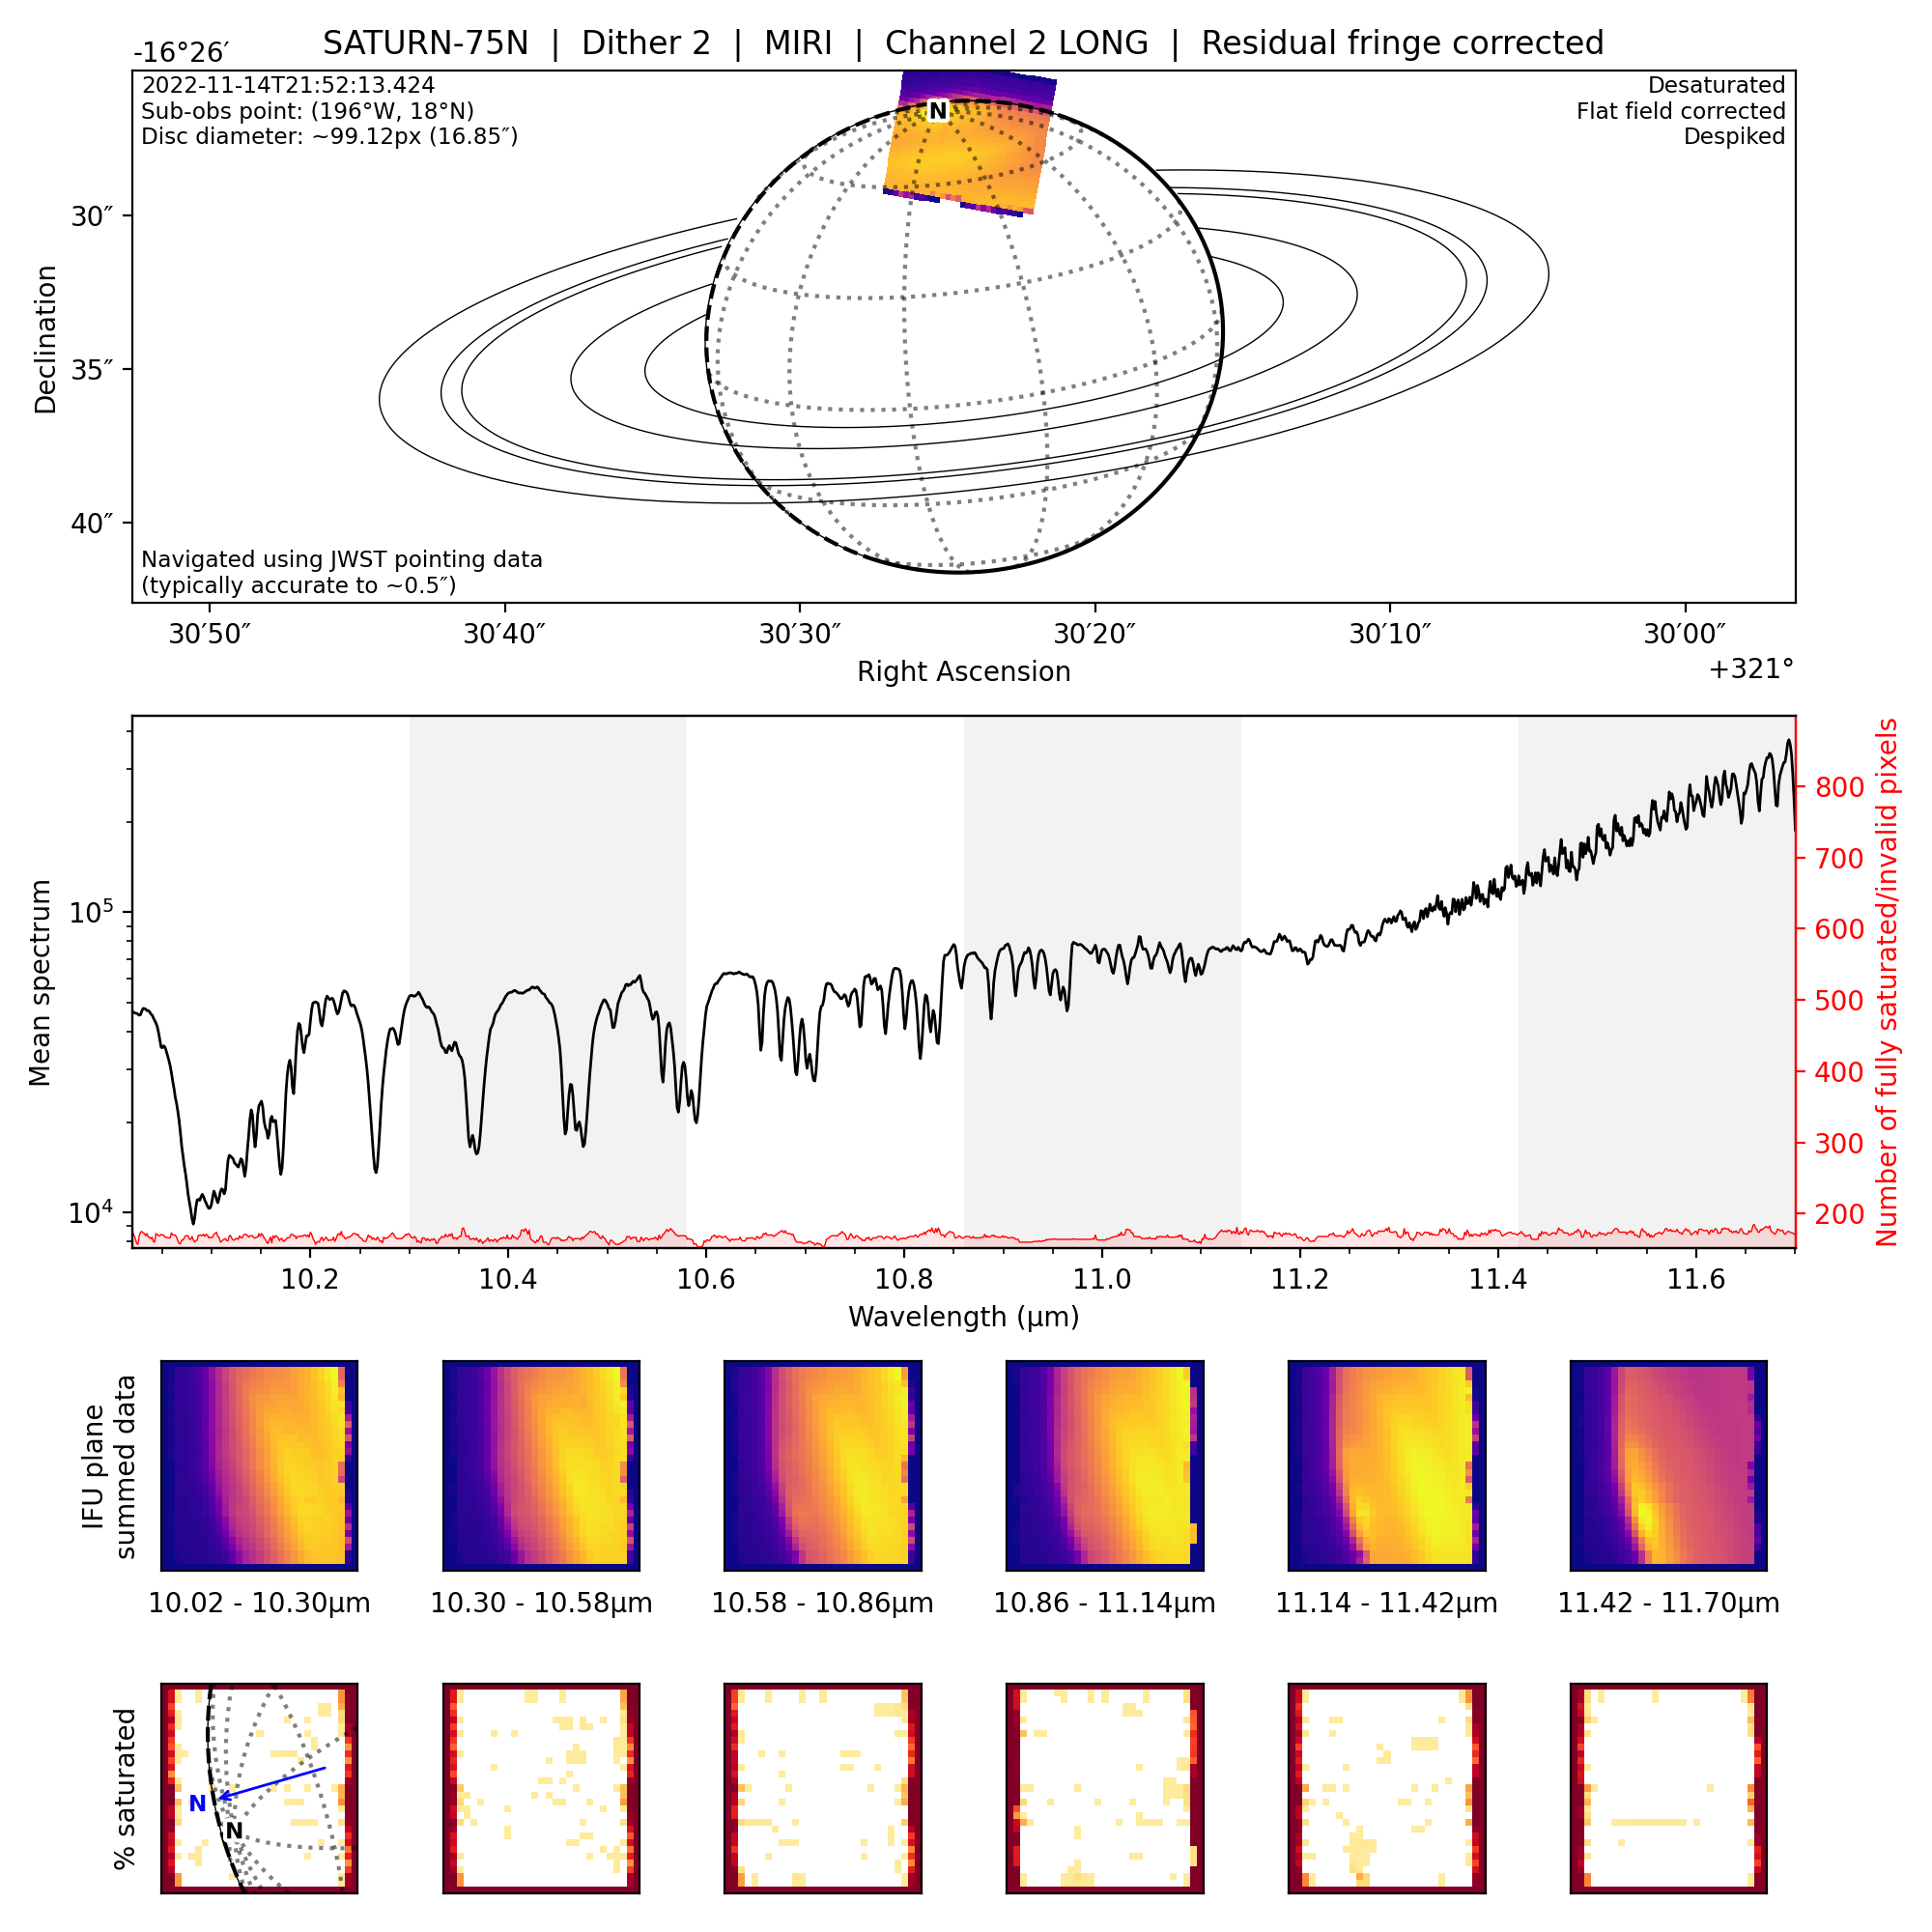 SATURN-75N | Dither 2 | MIRI | Channel 2 LONG | Residual fringe corrected
-16°26′
2022-11-14T21:52:13.424
Sub-obs point: (196°W, 18°N)
Disc diameter: ~99.12px (16.85″)
Desaturated
Flat field corrected
Despiked
N
Declination
30″
35″
40″
Navigated using JWST pointing data
(typically accurate to ~0.5″)
30′50″ 30′40″ 30′30″ 30′20″ 30′10″ 30′00″
Right Ascension
+321°
Mean spectrum
10⁵
10⁴
Number of fully saturated/invalid pixels
800
700
600
500
400
300
200
10.2 10.4 10.6 10.8 11.0 11.2 11.4 11.6
Wavelength (µm)
IFU plane
summed data
10.02 - 10.30µm 10.30 - 10.58µm 10.58 - 10.86µm 10.86 - 11.14µm 11.14 - 11.42µm 11.42 - 11.70µm
% saturated
N
N